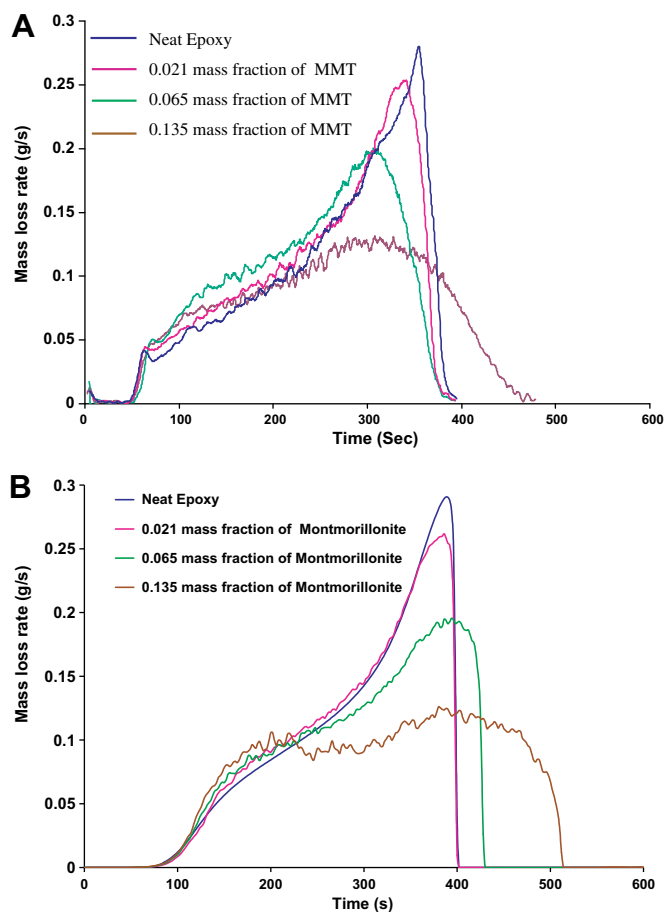 A
0.3
0.25
0.2
0.15
0.1
0.05
0
Mass loss rate (g/s)
Neat Epoxy
0.021 mass fraction of MMT
0.065 mass fraction of MMT
0.135 mass fraction of MMT
0 100 200 300 400 500 600
Time (Sec)
B
0.3
0.25
0.2
0.15
0.1
0.05
0
Mass loss rate (g/s)
Neat Epoxy
0.021 mass fraction of Montmorillonite
0.065 mass fraction of Montmorillonite
0.135 mass fraction of Montmorillonite
0 100 200 300 400 500 600
Time (s)